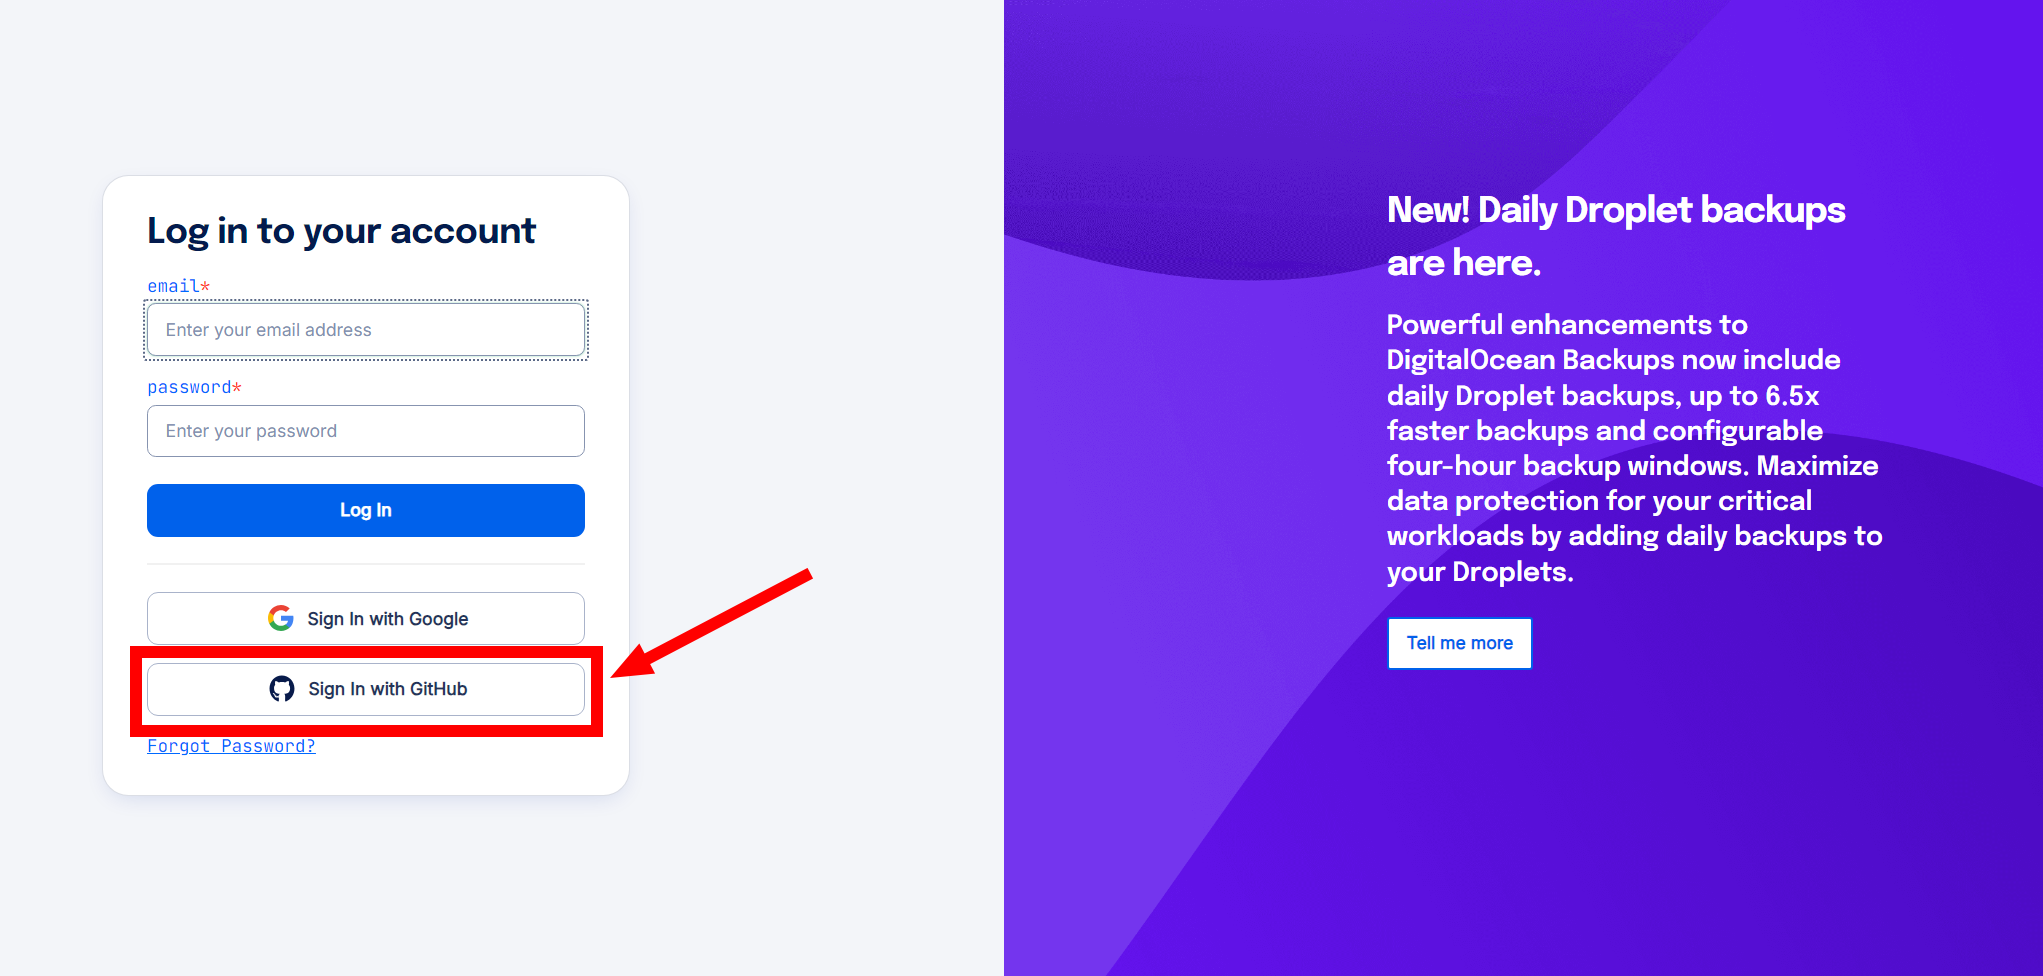 Log in to your account
email*
Enter your email address
password*
Enter your password
Log In
Sign In with Google
Sign In with GitHub
Forgot Password?
New! Daily Droplet backups
are here.
Powerful enhancements to
DigitalOcean Backups now include
daily Droplet backups, up to 6.5x
faster backups and configurable
four-hour backup windows. Maximize
data protection for your critical
workloads by adding daily backups to
your Droplets.
Tell me more